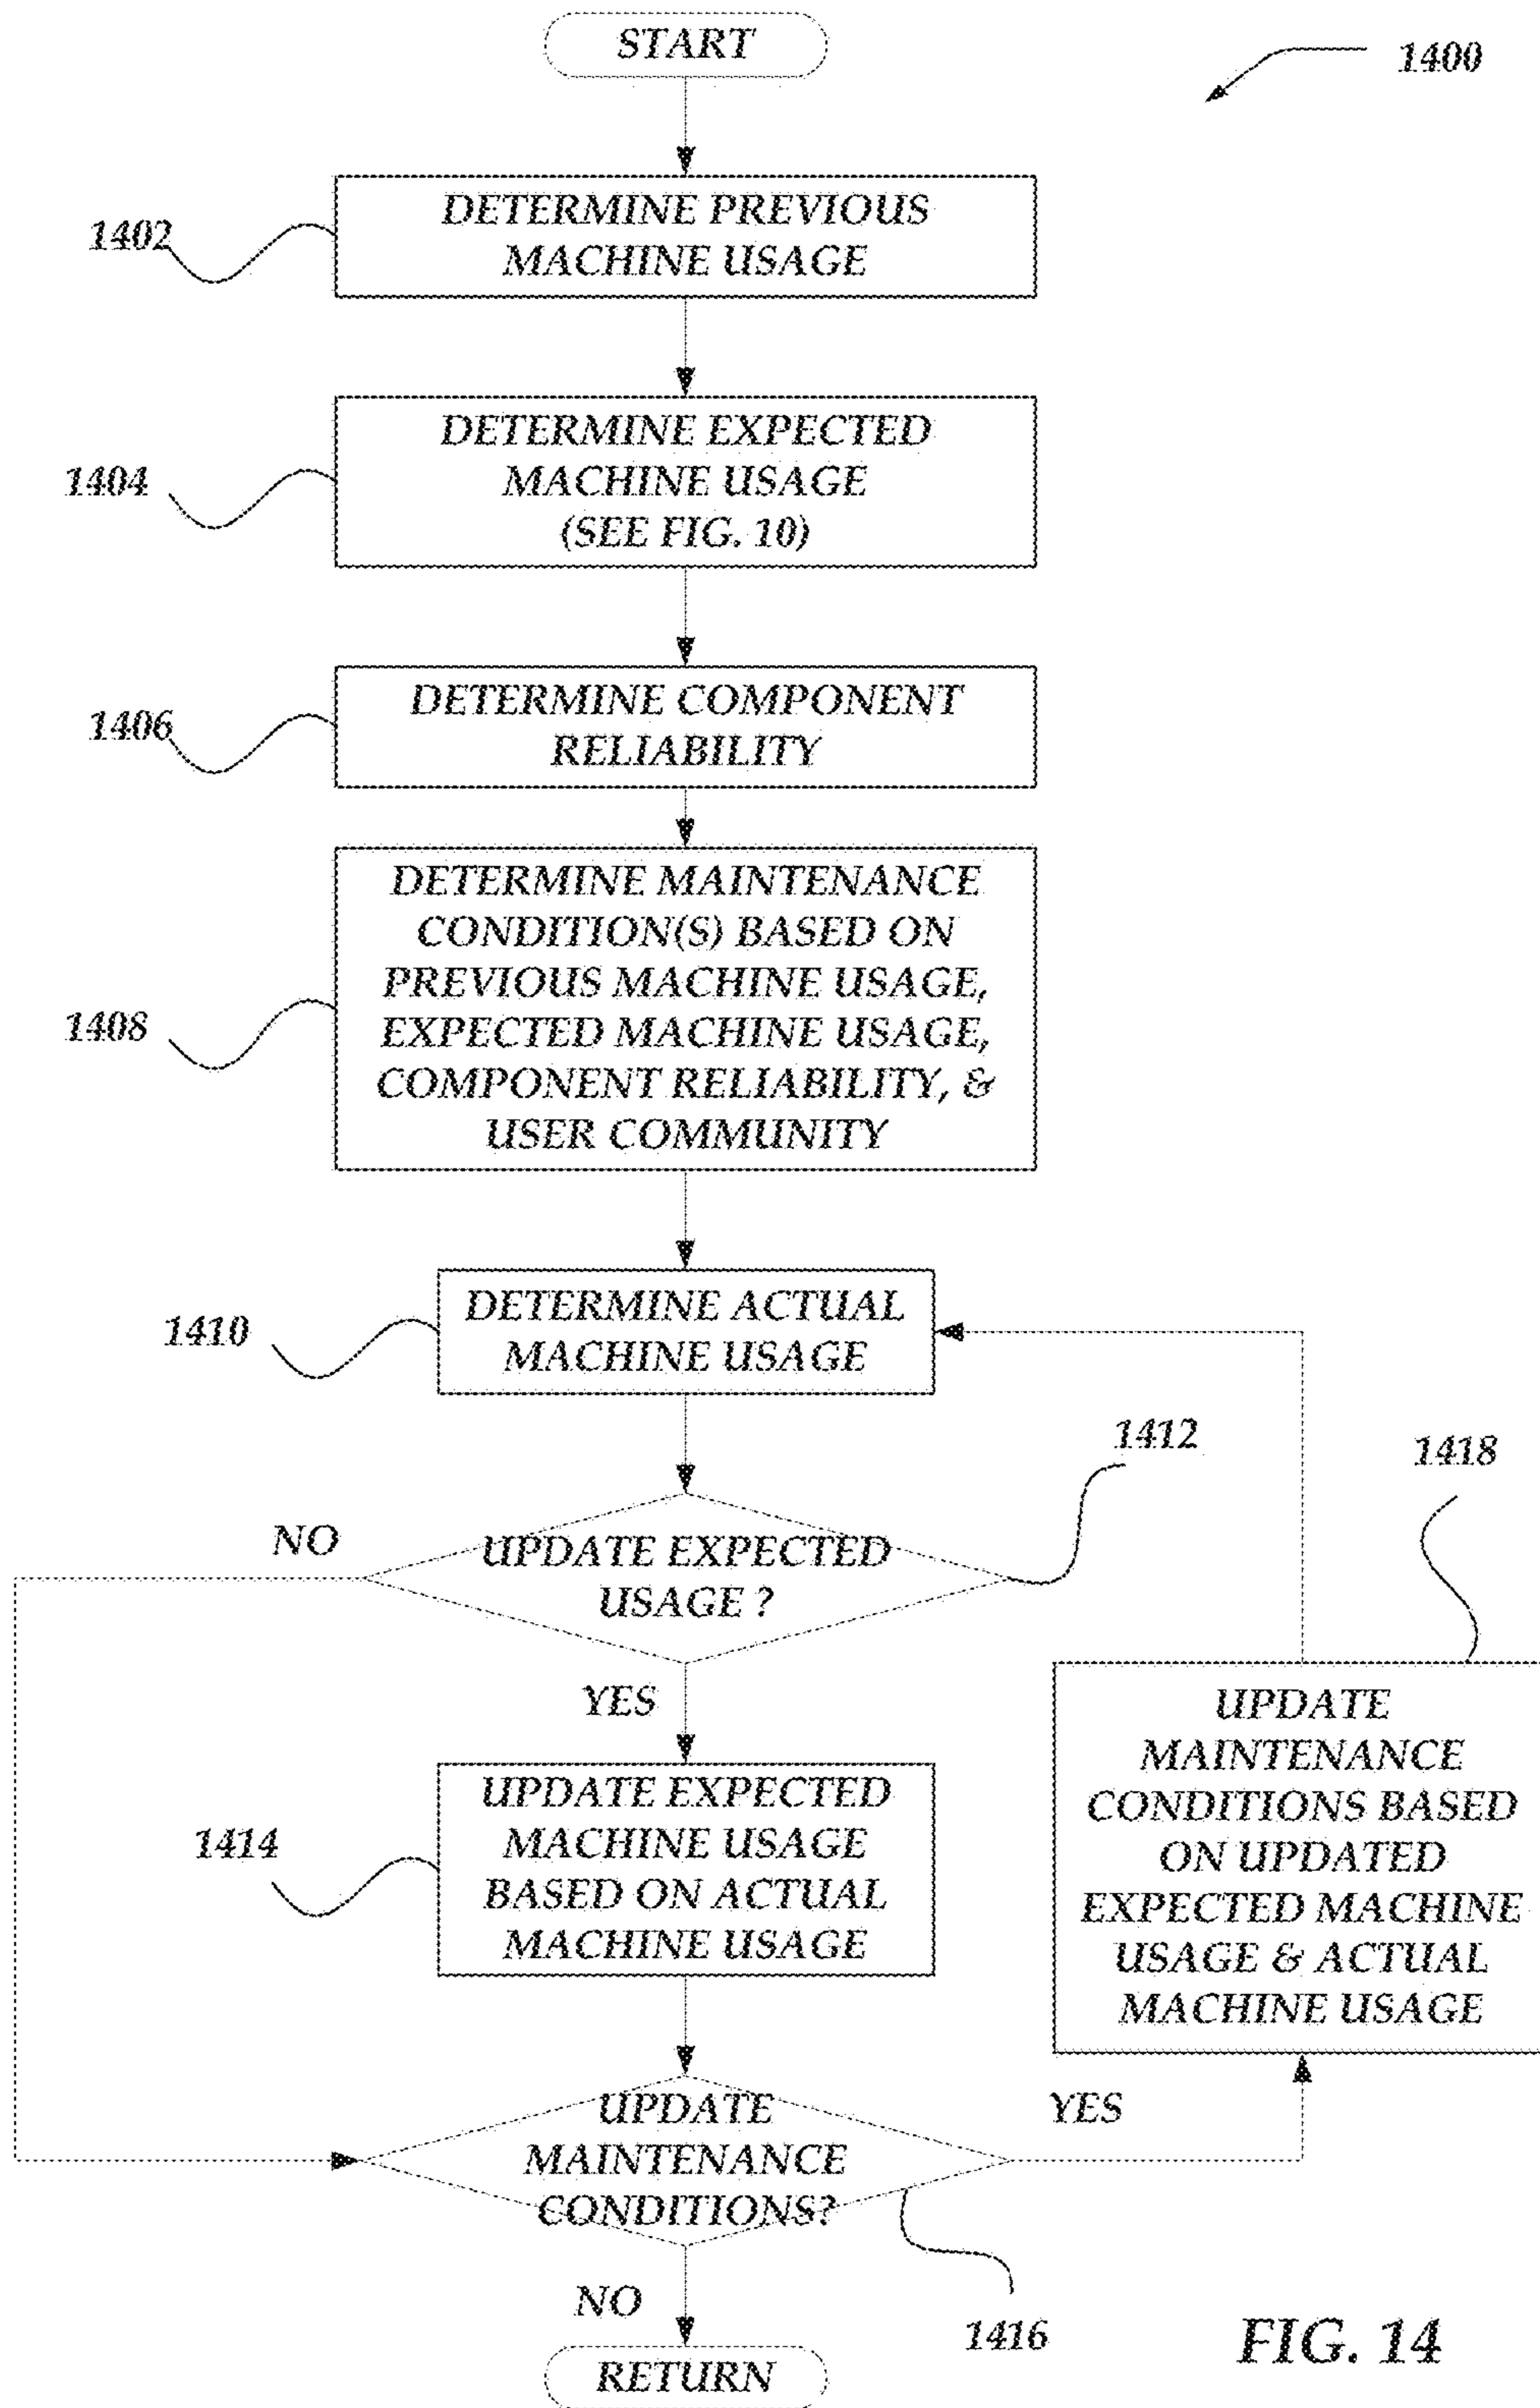 START
1400
1402
DETERMINE PREVIOUS
MACHINE USAGE
1404
DETERMINE EXPECTED
MACHINE USAGE
(SEE FIG. 10)
1406
DETERMINE COMPONENT
RELIABILITY
1408
DETERMINE MAINTENANCE
CONDITION(S) BASED ON
PREVIOUS MACHINE USAGE,
EXPECTED MACHINE USAGE,
COMPONENT RELIABILITY, &
USER COMMUNITY
1410
DETERMINE ACTUAL
MACHINE USAGE
1412
1418
NO
UPDATE EXPECTED
USAGE ?
YES
1414
UPDATE EXPECTED
MACHINE USAGE
BASED ON ACTUAL
MACHINE USAGE
UPDATE
MAINTENANCE
CONDITIONS BASED
ON UPDATED
EXPECTED MACHINE
USAGE & ACTUAL
MACHINE USAGE
UPDATE
MAINTENANCE
CONDITIONS?
YES
NO
1416
RETURN
FIG. 14